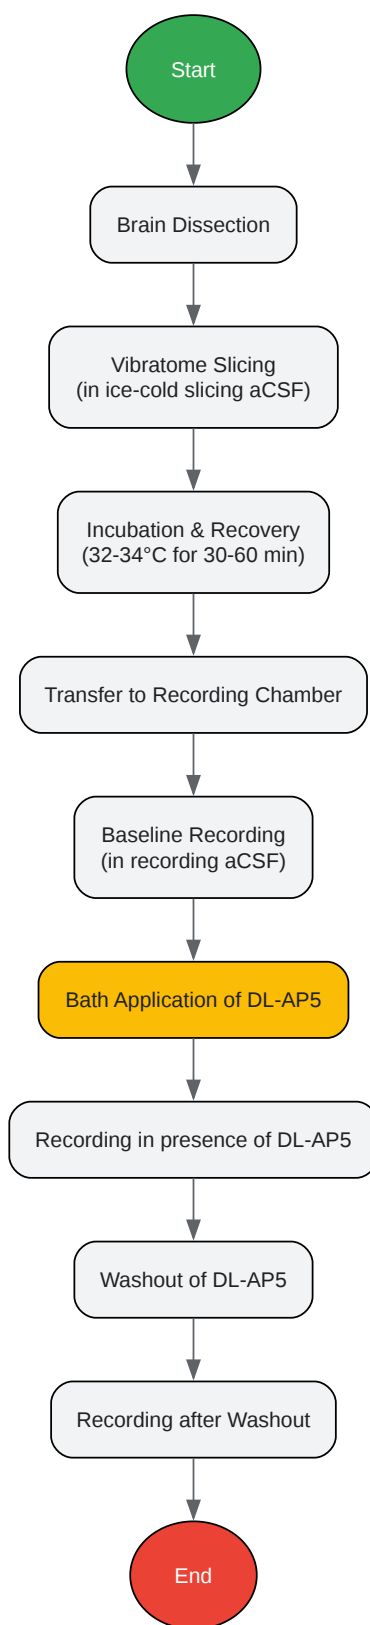 Start
Brain Dissection
Vibratome Slicing
(in ice-cold slicing aCSF)
Incubation & Recovery
(32-34°C for 30-60 min)
Transfer to Recording Chamber
Baseline Recording
(in recording aCSF)
Bath Application of DL-AP5
Recording in presence of DL-AP5
Washout of DL-AP5
Recording after Washout
End